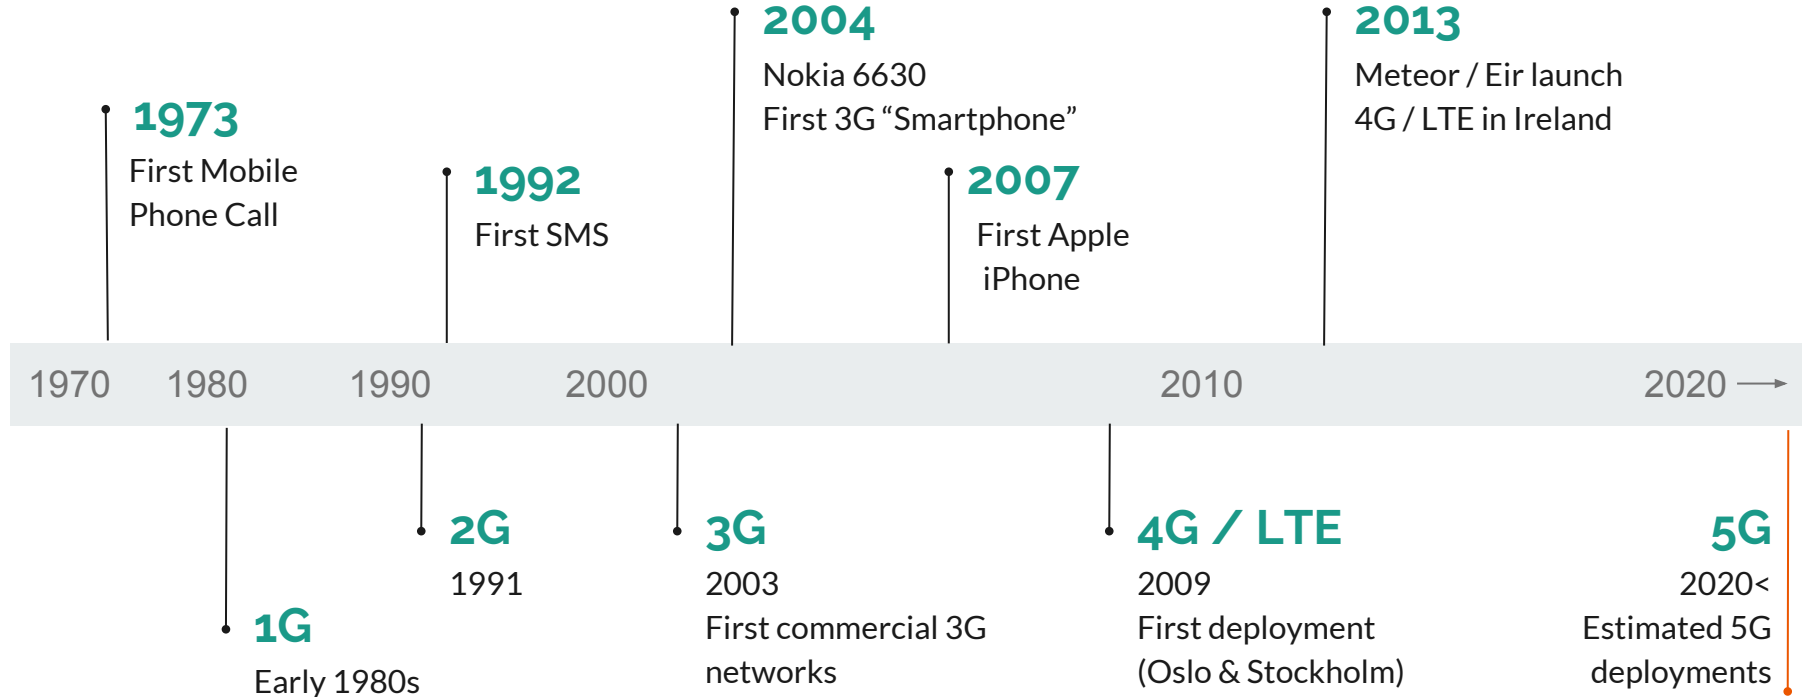 2004
Nokia 6630
First 3G “Smartphone”
2013
Meteor / Eir launch
4G / LTE in Ireland
1973
First Mobile
Phone Call
1992
First SMS
2007
First Apple
iPhone
1970 1980 1990 2000 2010 2020
2G
1991
3G
2003
First commercial 3G
networks
4G / LTE
2009
First deployment
(Oslo & Stockholm)
5G
2020<
Estimated 5G
deployments
1G
Early 1980s